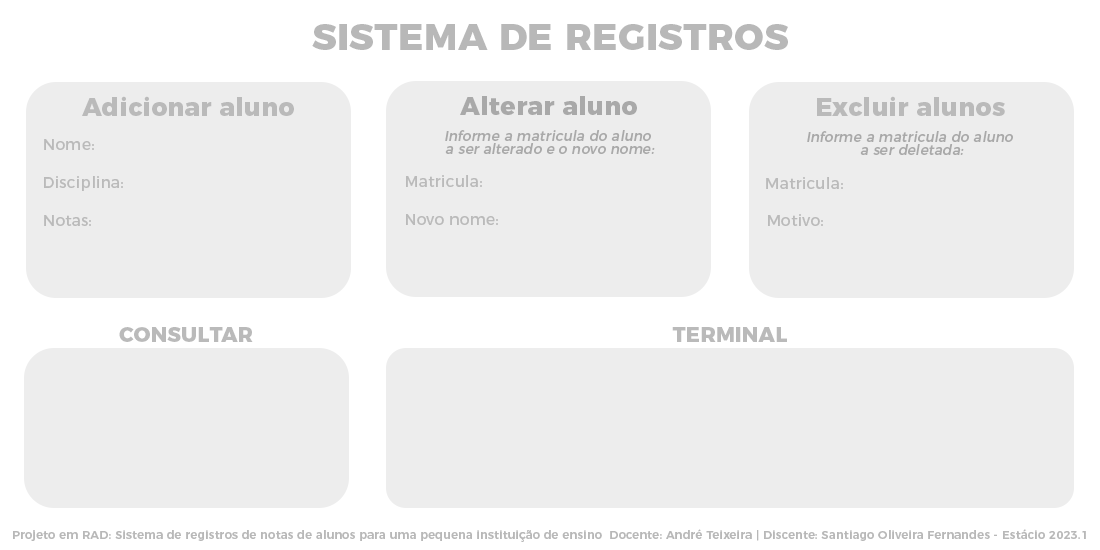 SISTEMA DE REGISTROS
Adicionar aluno
Nome:
Disciplina:
Notas:
Alterar aluno
Informe a matricula do aluno
a ser alterado e o novo nome:
Matricula:
Novo nome:
Excluir alunos
Informe a matricula do aluno
a ser deletada:
Matricula:
Motivo:
CONSULTAR
TERMINAL
Projeto em RAD: Sistema de registros de notas de alunos para uma pequena instituição de ensino Docente: André Teixeira | Discente: Santiago Oliveira Fernandes - Estácio 2023.1